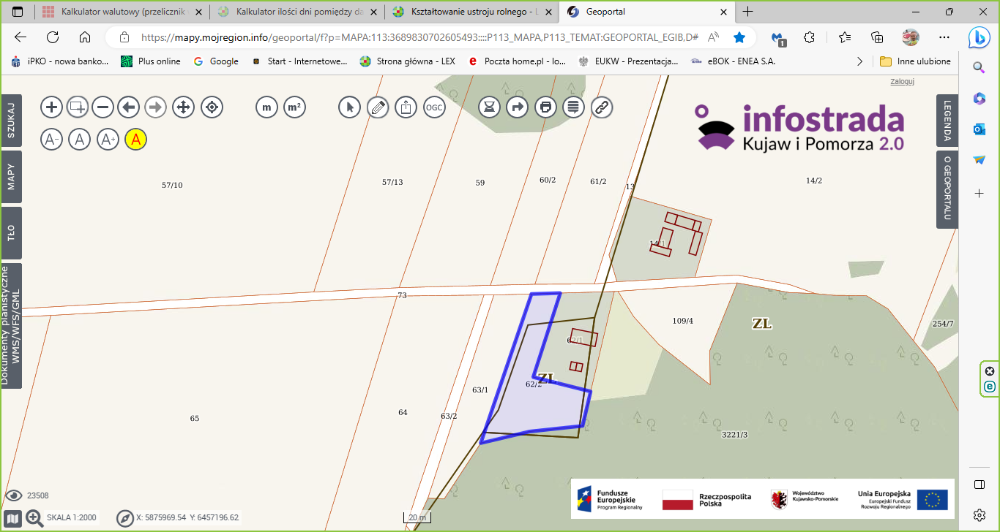 Kalkulator walutowy (przelicznik
Kalkulator ilości dni pomiędzy da
Kształtowanie ustroju rolnego - L
Geoportal
https://mapy.mojregion.info/geoportal/f?p=MAPA:113:3689830702605493::::P113_MAPA,P113_TEMAT:GEOPORTAL_EGIB,D#
1
iPKO - nowa banko...
Plus online
Google
Start - Internetowe...
Strona główna – LEX
Poczta home.pl - lo...
EUKW - Prezentacja...
eBOK - ENEA S.A.
Inne ulubione
Zaloguj
m
m²
OGC
A-
A
A+
A
SZUKAJ
MAPY
TŁO
Dokumenty planistyczne
WMS/WFS/GML
LEGENDA
O GEOPORTALU
infostrada
Kujaw i Pomorza 2.0
57/10
57/13
59
60/2
61/2
13
14/2
14/1
73
109/4
ZL
254/7
62/1
62/2
ZL
63/1
63/2
64
65
3221/3
23508
SKALA 1:2000
X: 5875969.54 Y: 6457196.62
20 m
Fundusze
Europejskie
Program Regionalny
Rzeczpospolita
Polska
Województwo
Kujawsko-Pomorskie
Unia Europejska
Europejski Fundusz
Rozwoju Regionalnego